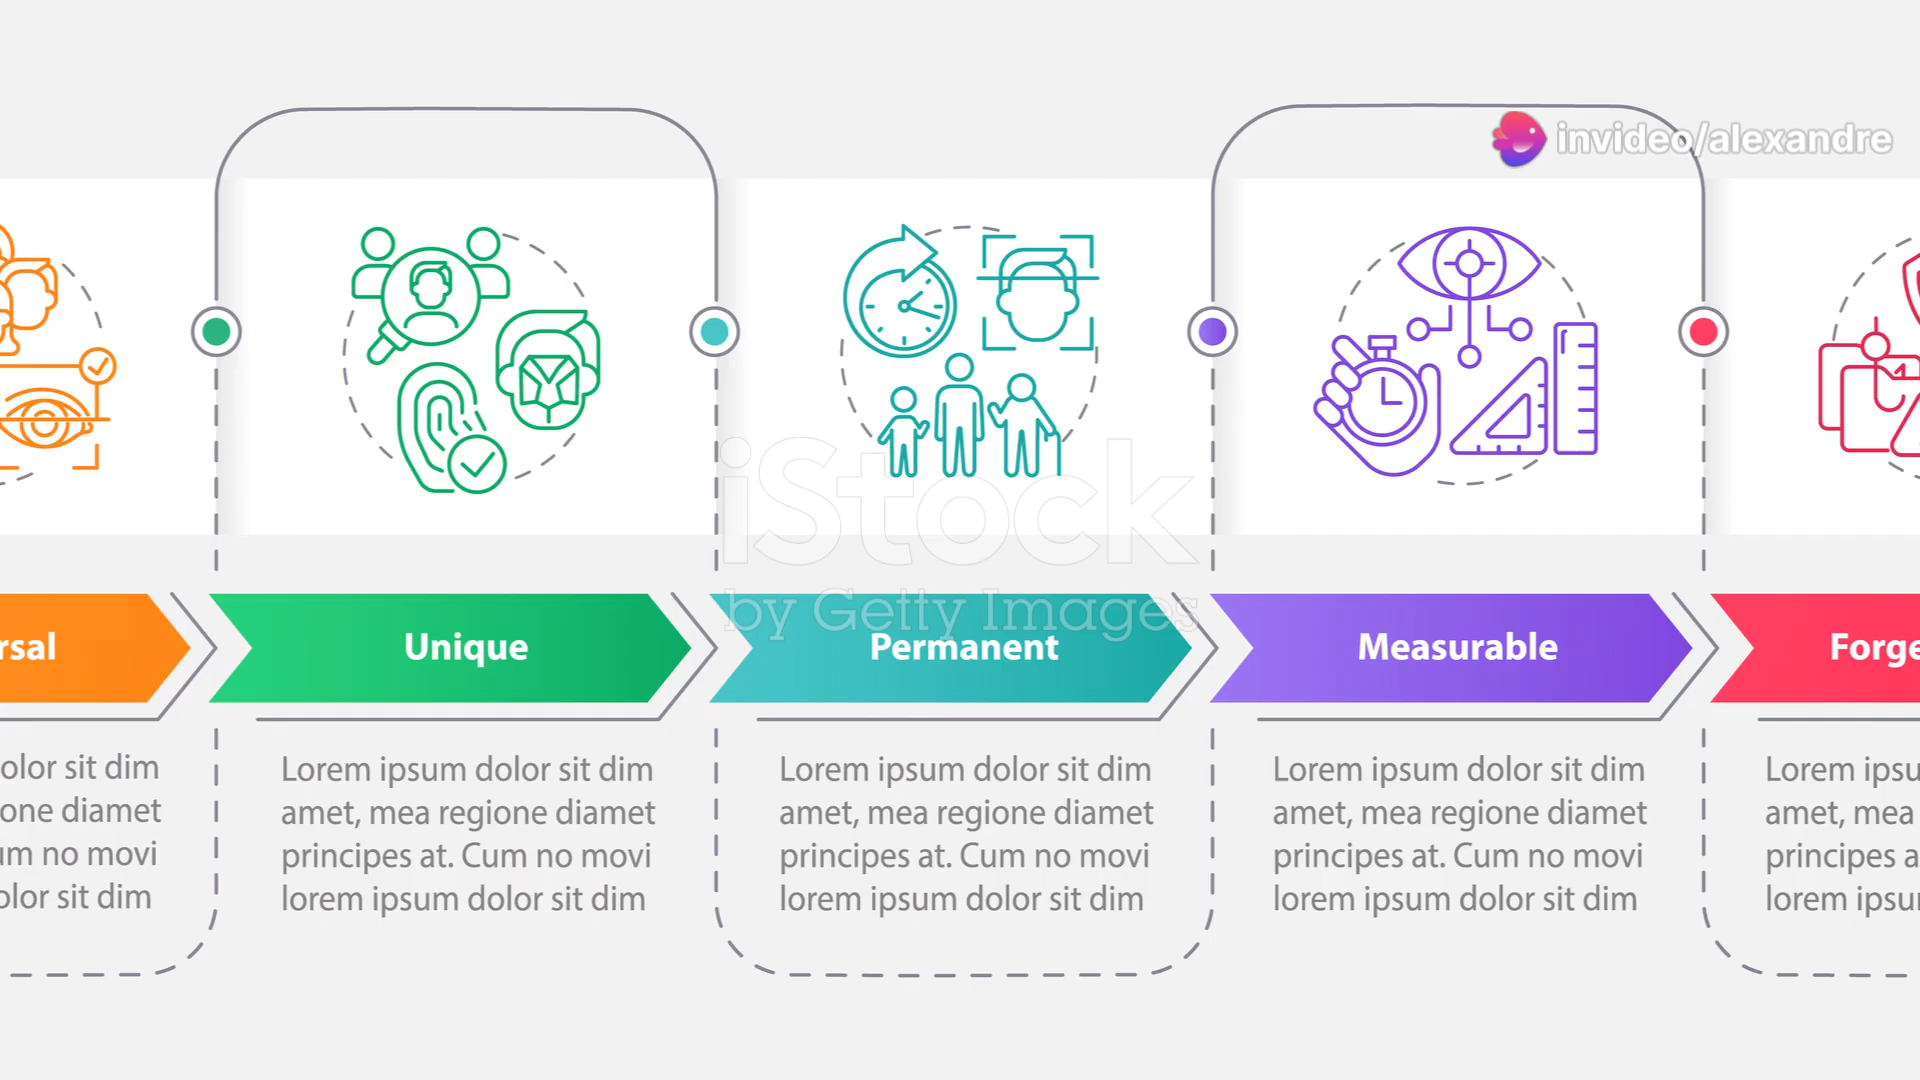 invideo/alexandre
iStock
by Getty Images
rsal
Unique
Permanent
Measurable
Forge
olor sit dim
one diamet
um no movi
olor sit dim
Lorem ipsum dolor sit dim
amet, mea regione diamet
principes at. Cum no movi
lorem ipsum dolor sit dim
Lorem ipsum dolor sit dim
amet, mea regione diamet
principes at. Cum no movi
lorem ipsum dolor sit dim
Lorem ipsum dolor sit dim
amet, mea regione diamet
principes at. Cum no movi
lorem ipsum dolor sit dim
Lorem ipsu
amet, mea
principes a
lorem ipsu